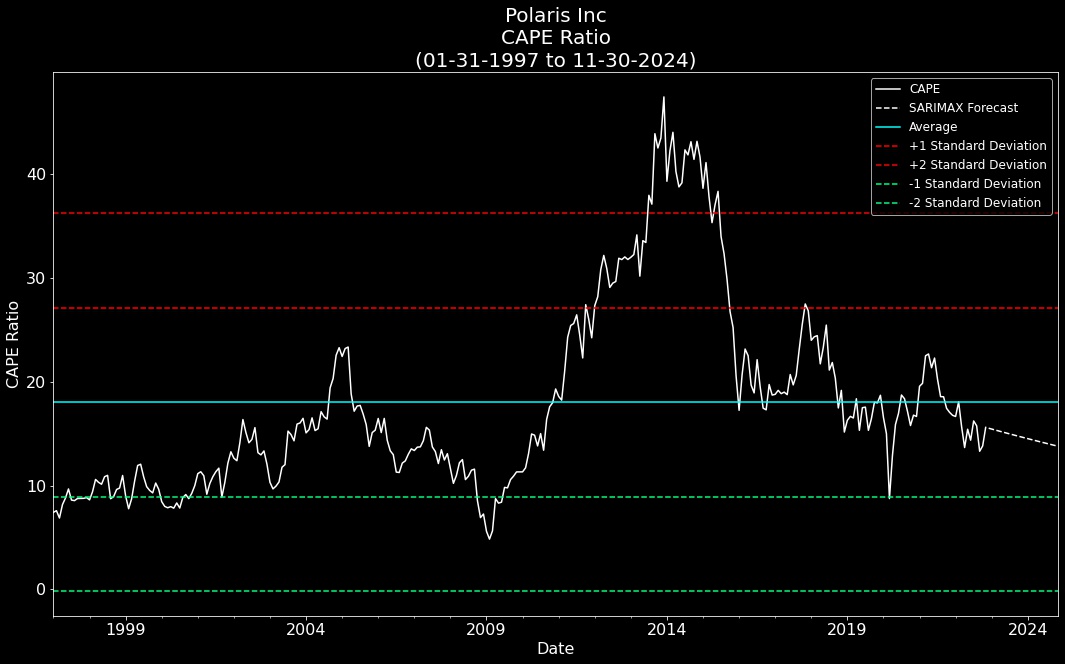 Polaris Inc
CAPE Ratio
(01-31-1997 to 11-30-2024)
CAPE
SARIMAX Forecast
Average
+1 Standard Deviation
+2 Standard Deviation
-1 Standard Deviation
-2 Standard Deviation
CAPE Ratio
40
30
20
10
0
1999
2004
2009
2014
2019
2024
Date